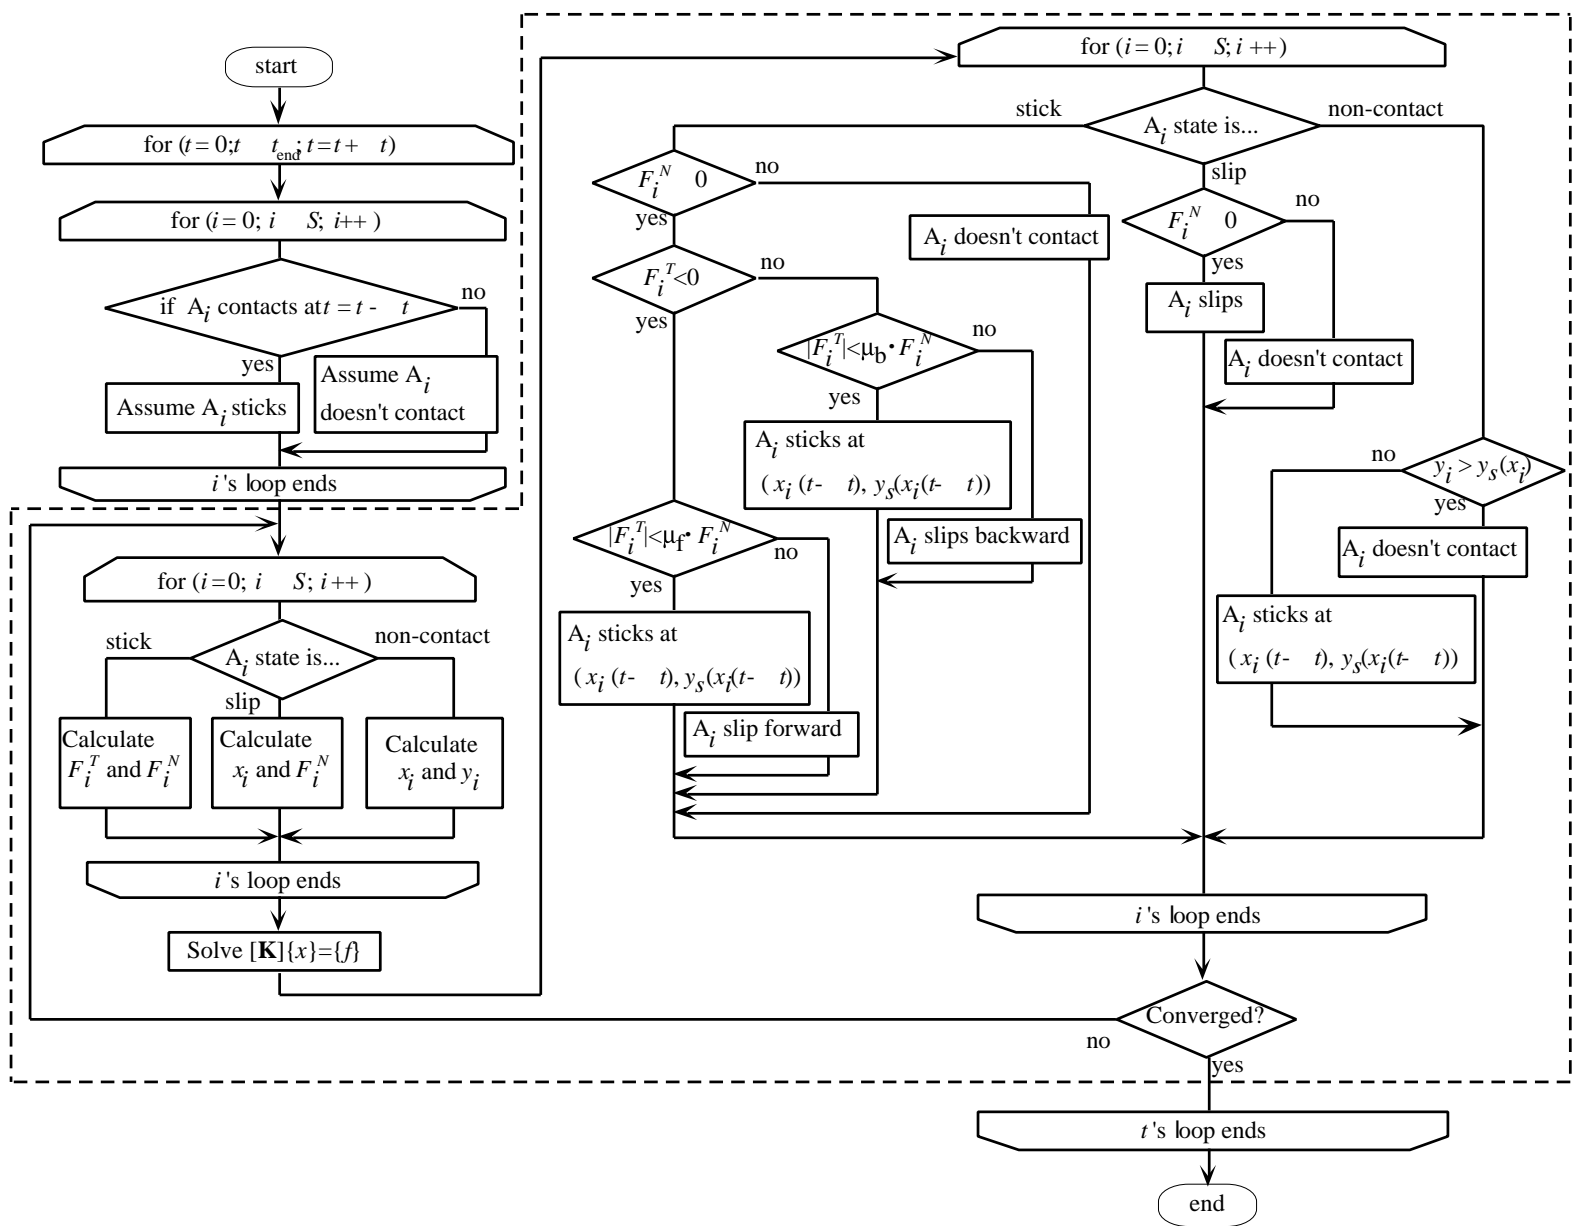 start
for (t = 0; t t_end; t = t + t)
for (i = 0; i S; i++)
if A_i contacts at t = t - t
no
yes
Assume A_i
doesn't contact
Assume A_i sticks
i's loop ends
for (i=0; i S; i++)
stick
non-contact
A_i state is...
slip
Calculate
F_i^T and F_i^N
Calculate
x_i and F_i^N
Calculate
x_i and y_i
i's loop ends
Solve [K]{x}={f}
for (i = 0; i S; i ++)
stick
non-contact
A_i state is...
slip
F_i^N 0
no
yes
A_i doesn't contact
F_i^T<0
no
yes
|F_i^T|<μ_b・F_i^N
no
yes
A_i sticks at
(x_i (t- t), y_s(x_i(t- t))
A_i slips backward
|F_i^T|<μ_f・F_i^N
no
yes
A_i sticks at
(x_i (t- t), y_s(x_i(t- t))
A_i slip forward
F_i^N 0
no
yes
A_i slips
A_i doesn't contact
y_i > y_s(x_i)
no
yes
A_i doesn't contact
A_i sticks at
(x_i (t- t), y_s(x_i(t- t))
i's loop ends
Converged?
no
yes
t's loop ends
end